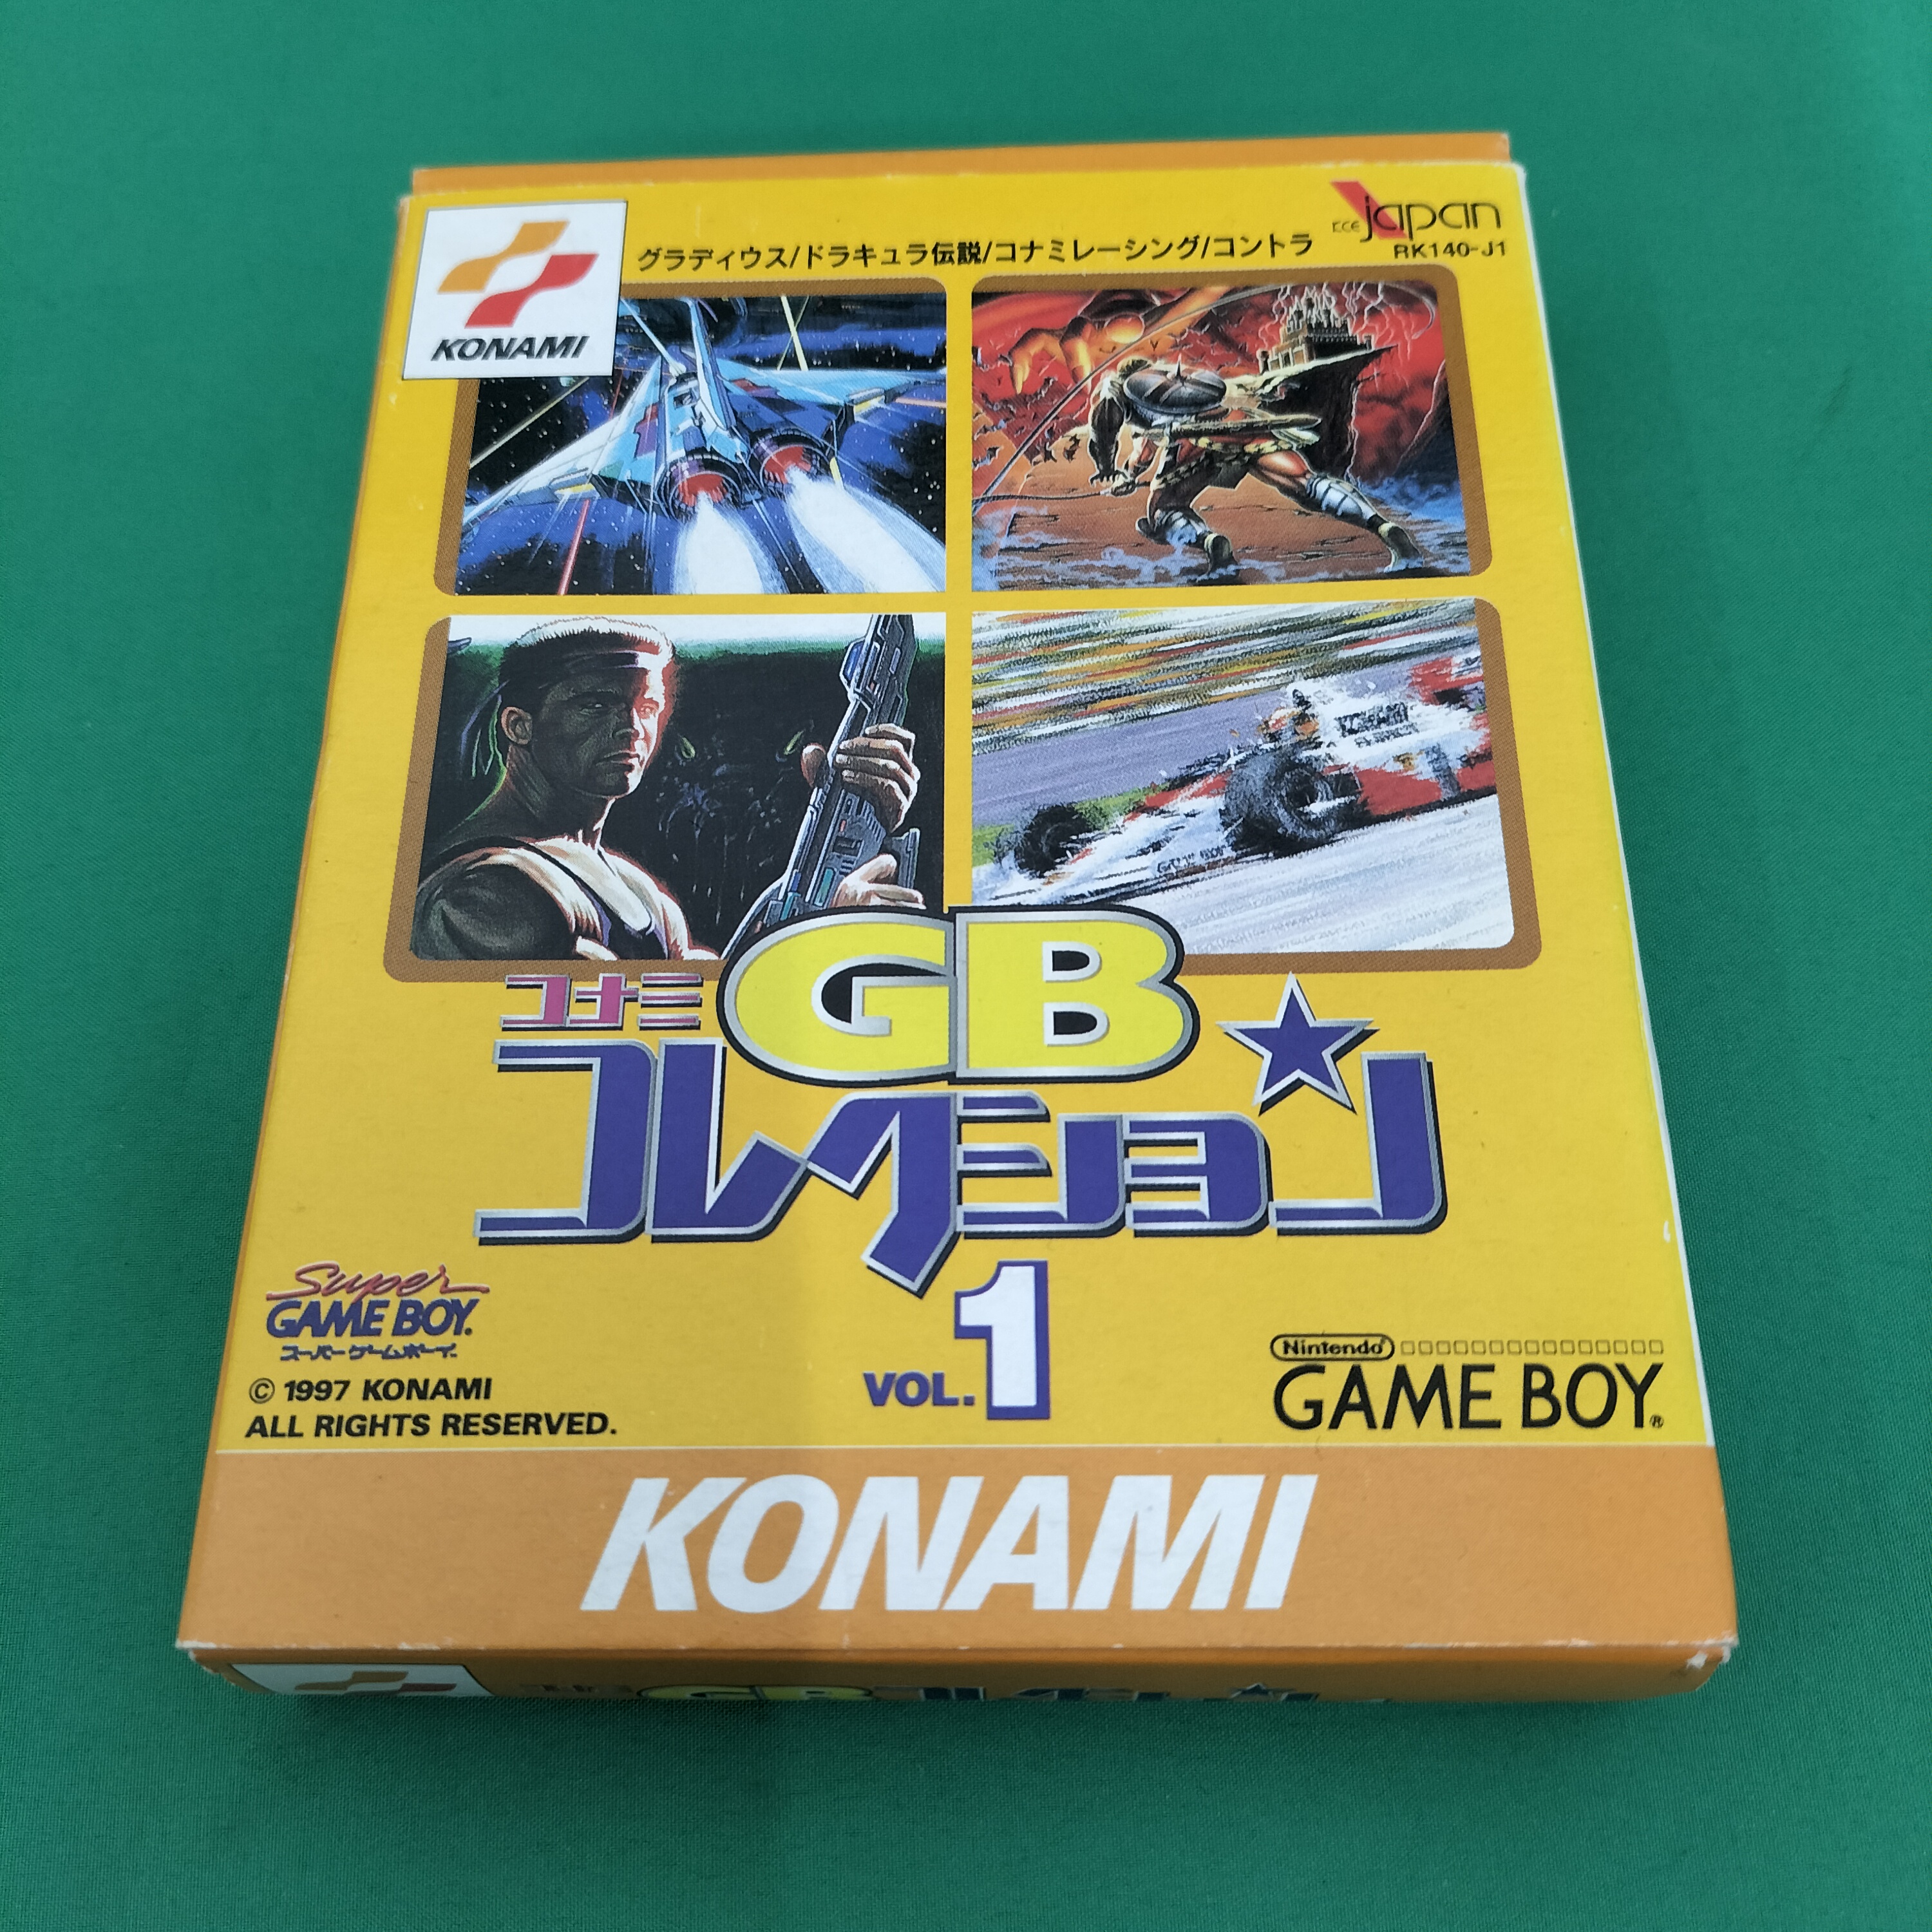 KONAMI
グラディウス/ドラキュラ伝説/コナミレーシング/コントラ
KCE japan
RK140-J1
KONAMI
コナミ GB
コレクション
VOL.1
Super
GAME BOY.
スーパーゲームボーイ.
© 1997 KONAMI
ALL RIGHTS RESERVED.
Nintendo
GAME BOY®
KONAMI